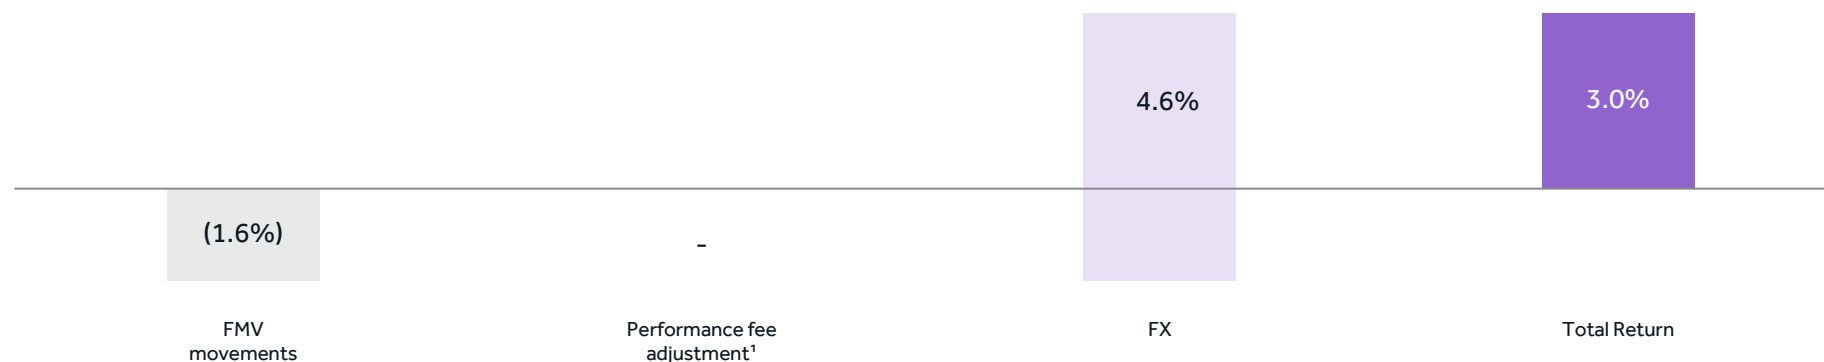 4.6%
3.0%
(1.6%)
-
FMV
movements
Performance fee
adjustment¹
FX
Total Return